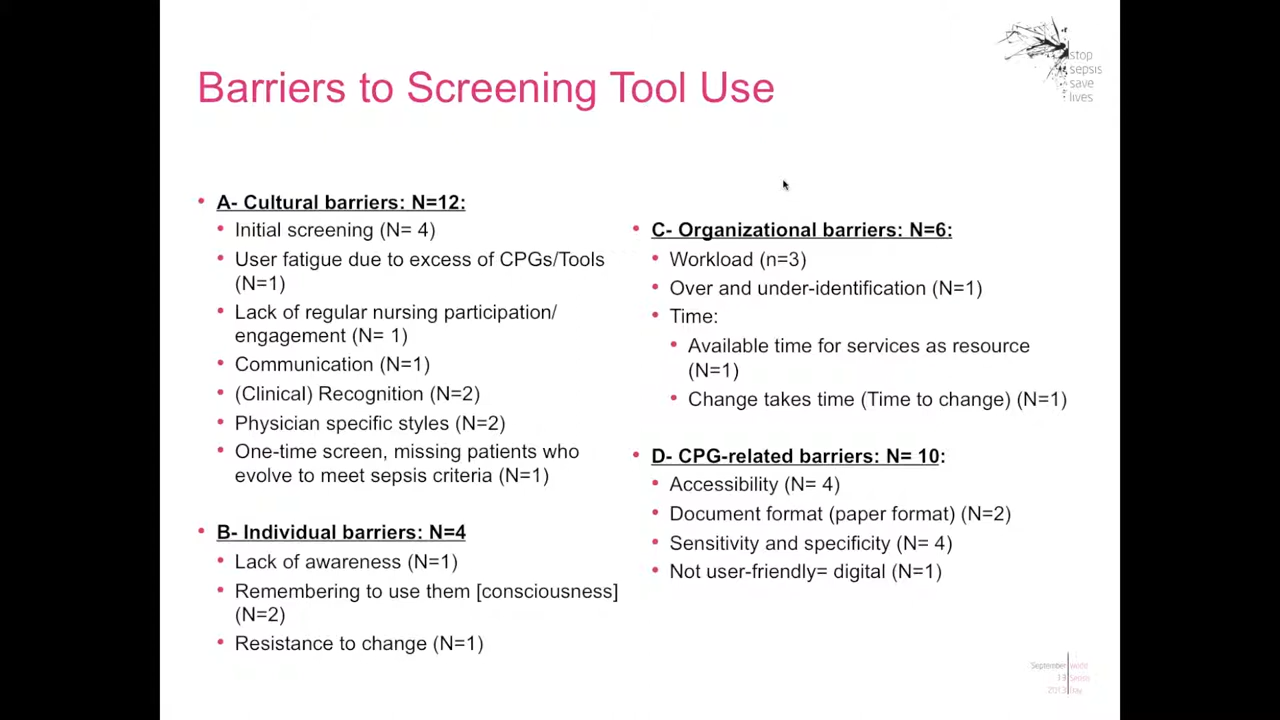 stop
sepsis
save
lives
Barriers to Screening Tool Use
A- Cultural barriers: N=12:
Initial screening (N= 4)
User fatigue due to excess of CPGs/Tools
(N=1)
Lack of regular nursing participation/
engagement (N= 1)
Communication (N=1)
(Clinical) Recognition (N=2)
Physician specific styles (N=2)
One-time screen, missing patients who
evolve to meet sepsis criteria (N=1)
B- Individual barriers: N=4
Lack of awareness (N=1)
Remembering to use them [consciousness]
(N=2)
Resistance to change (N=1)
C- Organizational barriers: N=6:
Workload (n=3)
Over and under-identification (N=1)
Time:
Available time for services as resource
(N=1)
Change takes time (Time to change) (N=1)
D- CPG-related barriers: N= 10:
Accessibility (N= 4)
Document format (paper format) (N=2)
Sensitivity and specificity (N= 4)
Not user-friendly= digital (N=1)
September World
13 Sepsis
2013 Day